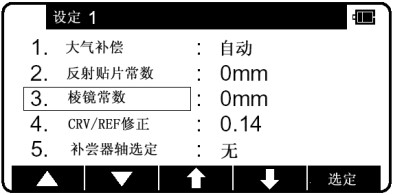 设定 1
1. 大气补偿 : 自动
2. 反射贴片常数 : 0mm
3. 棱镜常数 : 0mm
4. CRV/REF修正 : 0.14
5. 补尝器轴选定 : 无
选定